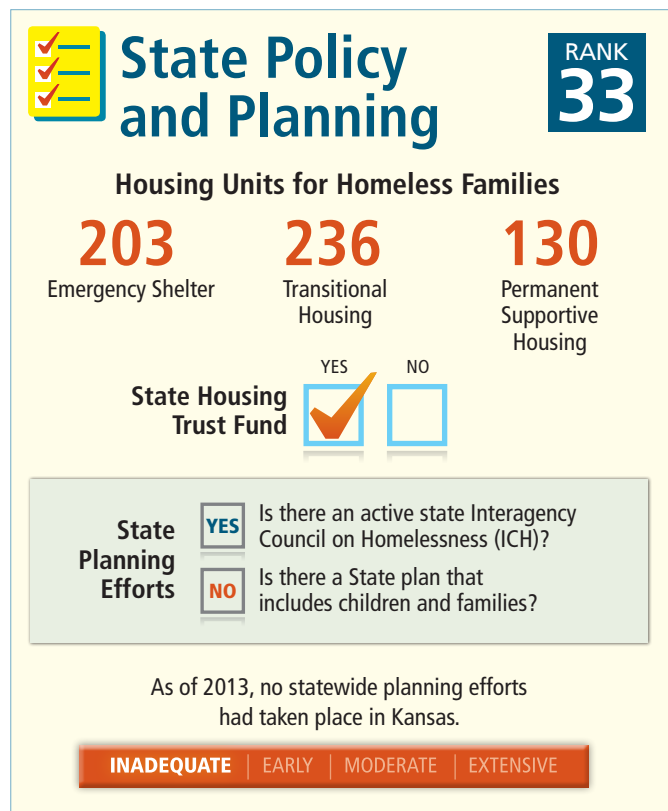 State Policy
and Planning
RANK
33
Housing Units for Homeless Families
203
Emergency Shelter
236
Transitional
Housing
130
Permanent
Supportive
Housing
YES NO
State Housing
Trust Fund
State
Planning
Efforts
YES
Is there an active state Interagency
Council on Homelessness (ICH)?
NO
Is there a State plan that
includes children and families?
As of 2013, no statewide planning efforts
had taken place in Kansas.
INADEQUATE | EARLY | MODERATE | EXTENSIVE